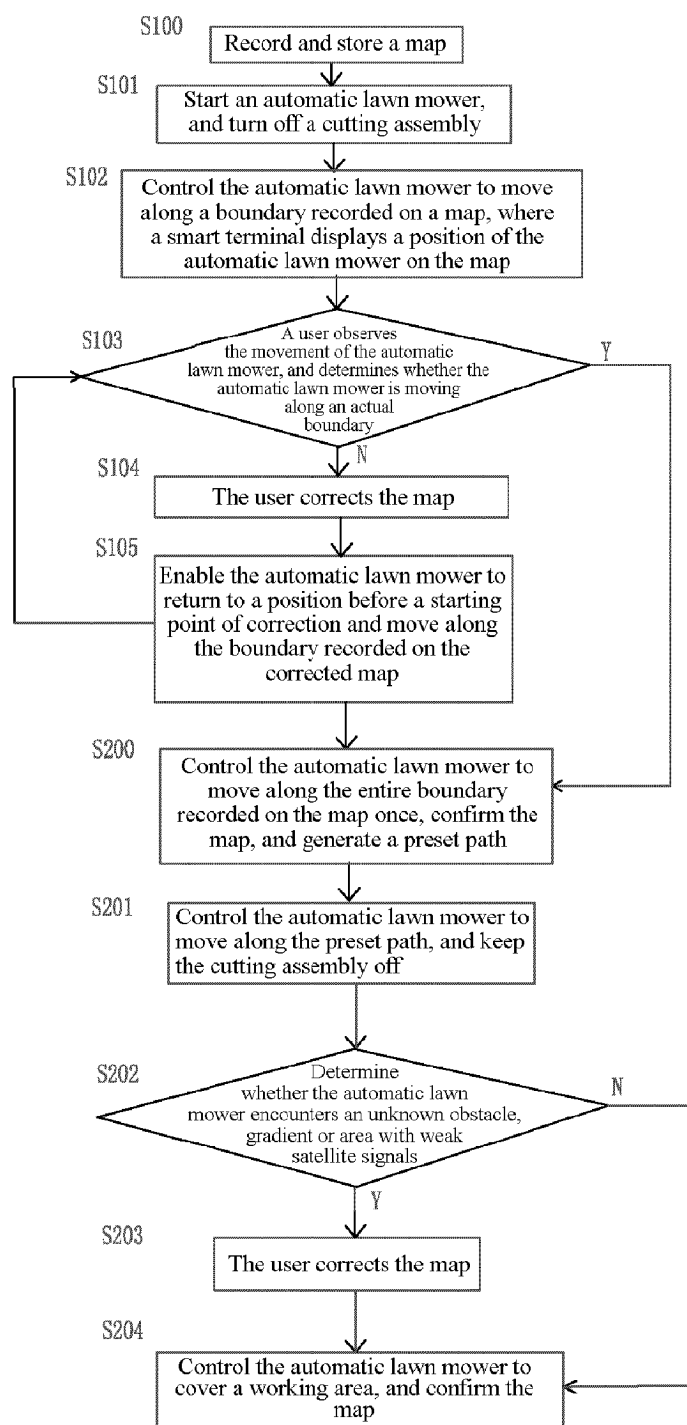 S100
Record and store a map
S101
Start an automatic lawn mower,
and turn off a cutting assembly
S102
Control the automatic lawn mower to move
along a boundary recorded on a map, where
a smart terminal displays a position of the
automatic lawn mower on the map
S103
A user observes
the movement of the automatic
lawn mower, and determines whether the
automatic lawn mower is moving
along an actual
boundary
Y
N
S104
The user corrects the map
S105
Enable the automatic lawn mower to
return to a position before a starting
point of correction and move along
the boundary recorded on the
corrected map
S200
Control the automatic lawn mower to
move along the entire boundary
recorded on the map once, confirm the
map, and generate a preset path
S201
Control the automatic lawn mower to
move along the preset path, and keep
the cutting assembly off
S202
Determine
whether the automatic lawn
mower encounters an unknown obstacle,
gradient or area with weak
satellite signals
N
Y
S203
The user corrects the map
S204
Control the automatic lawn mower to
cover a working area, and confirm the
map